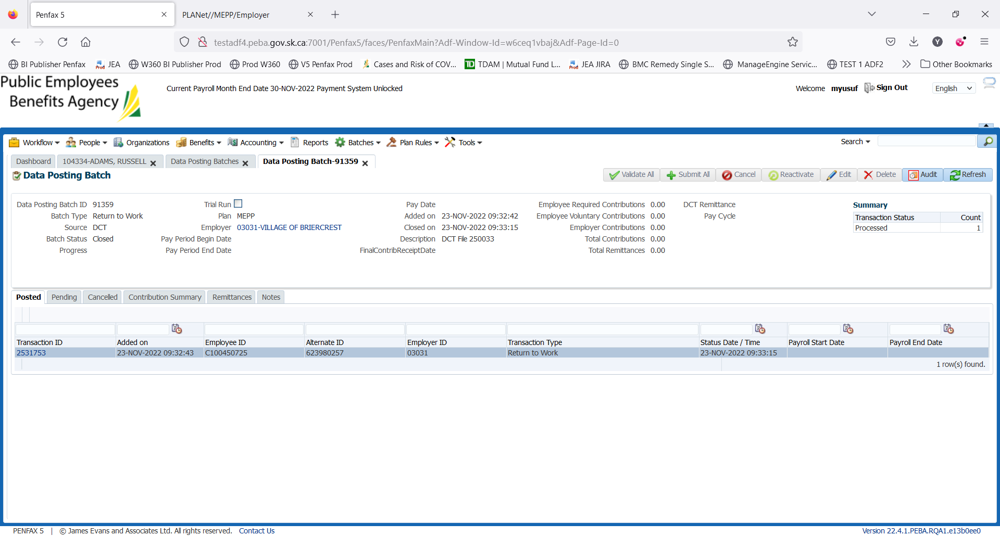 Penfax 5
PLANet//MEPP/Employer
testadf4.peba.gov.sk.ca:7001/Penfax5/faces/PenfaxMain?Adf-Window-Id=w6ceq1vbaj&Adf-Page-Id=0
BI Publisher Penfax JEA W360 BI Publisher Prod Prod W360 V5 Penfax Prod Cases and Risk of COV... TD TDAM | Mutual Fund L... JEA JIRA BMC Remedy Single S... ManageEngine Servic... TEST 1 ADF2 Other Bookmarks
Public Employees
Benefits Agency
Current Payroll Month End Date 30-NOV-2022 Payment System Unlocked
Welcome myusuf Sign Out English
Workflow People Organizations Benefits Accounting Reports Batches Plan Rules Tools Search
Dashboard 104334-ADAMS, RUSSELL Data Posting Batches Data Posting Batch-91359
Data Posting Batch
Validate All Submit All Cancel Reactivate Edit Delete Audit Refresh
Data Posting Batch ID 91359 Trial Run Pay Date Employee Required Contributions 0.00 DCT Remittance Summary
Batch Type Return to Work Plan MEPP Added on 23-NOV-2022 09:32:42 Employee Voluntary Contributions 0.00 Pay Cycle Transaction Status Count
Source DCT Employer 03031-VILLAGE OF BRIERCREST Closed on 23-NOV-2022 09:33:15 Employer Contributions 0.00 Processed 1
Batch Status Closed Pay Period Begin Date Description DCT File 250033 Total Contributions 0.00
Progress Pay Period End Date FinalContribReceiptDate Total Remittances 0.00
Posted Pending Cancelled Contribution Summary Remittances Notes
Transaction ID Added on Employee ID Alternate ID Employer ID Transaction Type Status Date / Time Payroll Start Date Payroll End Date
2531753 23-NOV-2022 09:32:43 C100450725 623980257 03031 Return to Work 23-NOV-2022 09:33:15
1 row(s) found.
PENFAX 5 | © James Evans and Associates Ltd. All rights reserved. Contact Us Version 22.4.1.PEBA.RQA1.e13b0ee0